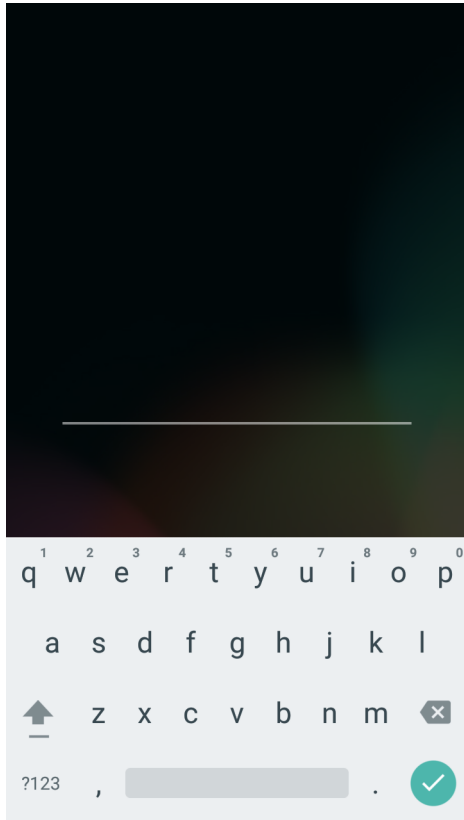 1 2 3 4 5 6 7 8 9 0
q w e r t y u i o p
a s d f g h j k l
z x c v b n m
?123 , .